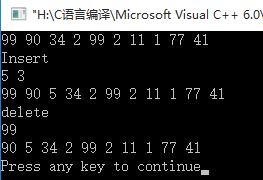 "H:\C语言编译\Microsoft Visual C++ 6.0\
99 90 34 2 99 2 11 1 77 41
Insert
5 3
99 90 5 34 2 99 2 11 1 77 41
delete
99
90 5 34 2 99 2 11 1 77 41
Press any key to continue